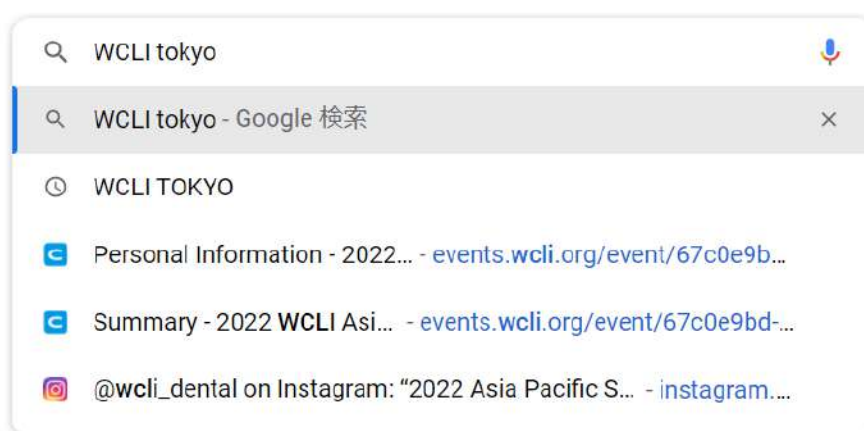 WCLI tokyo
WCLI tokyo - Google 検索
WCLI TOKYO
Personal Information - 2022... - events.wcli.org/event/67c0e9b...
Summary - 2022 WCLI Asi... - events.wcli.org/event/67c0e9bd-...
@wcli_dental on Instagram: “2022 Asia Pacific S... - instagram....